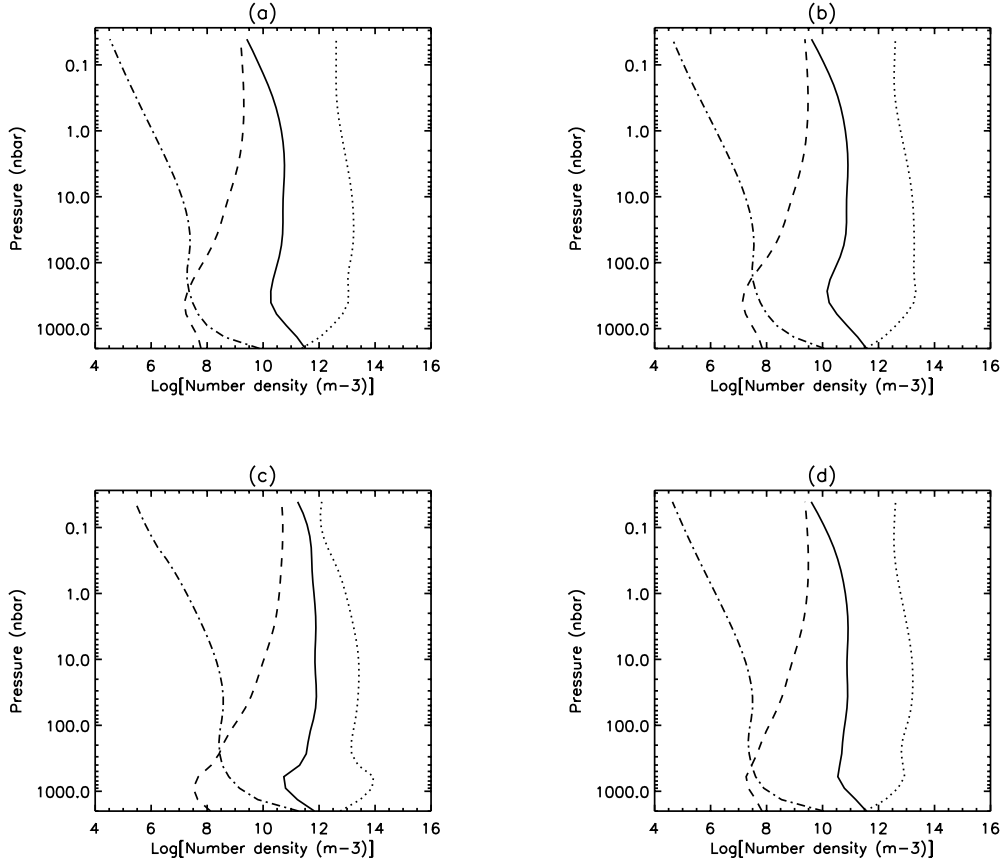 (a)
(b)
0.1
1.0
10.0
100.0
1000.0
Pressure (nbar)
4 6 8 10 12 14 16
Log[Number density (m-3)]
0.1
1.0
10.0
100.0
1000.0
Pressure (nbar)
4 6 8 10 12 14 16
Log[Number density (m-3)]
(c)
(d)
0.1
1.0
10.0
100.0
1000.0
Pressure (nbar)
4 6 8 10 12 14 16
Log[Number density (m-3)]
0.1
1.0
10.0
100.0
1000.0
Pressure (nbar)
4 6 8 10 12 14 16
Log[Number density (m-3)]